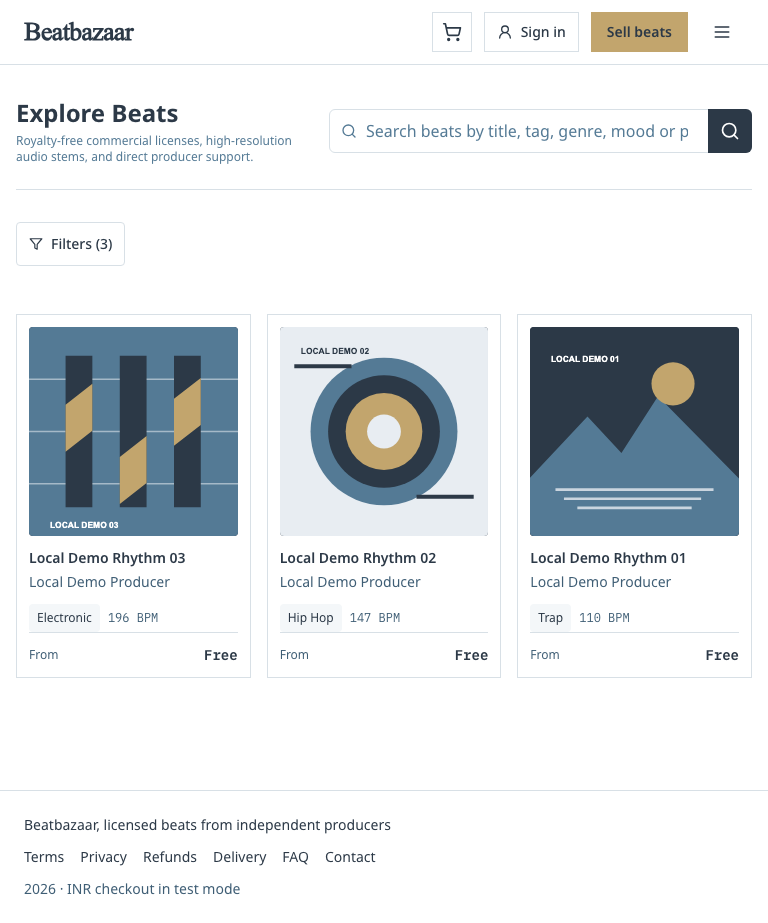 Beatbazaar
Sign in
Sell beats
Explore Beats
Royalty-free commercial licenses, high-resolution
audio stems, and direct producer support.
Search beats by title, tag, genre, mood or p
Filters (3)
LOCAL DEMO 03
Local Demo Rhythm 03
Local Demo Producer
Electronic 196 BPM
From Free
LOCAL DEMO 02
Local Demo Rhythm 02
Local Demo Producer
Hip Hop 147 BPM
From Free
LOCAL DEMO 01
Local Demo Rhythm 01
Local Demo Producer
Trap 110 BPM
From Free
Beatbazaar, licensed beats from independent producers
Terms Privacy Refunds Delivery FAQ Contact
2026 · INR checkout in test mode